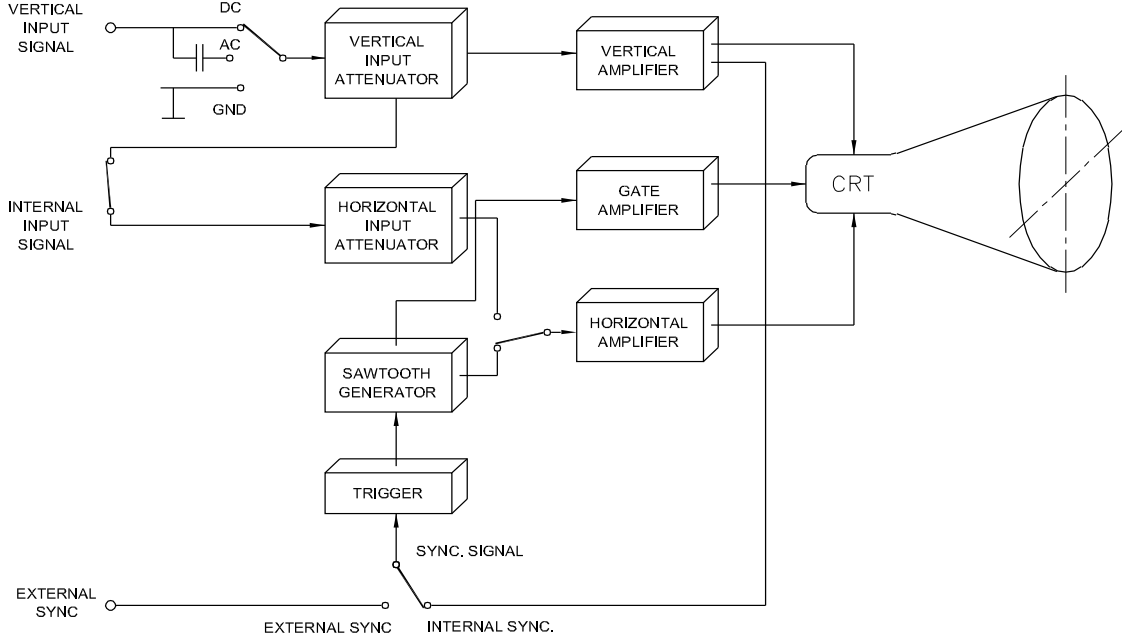 VERTICAL
INPUT
SIGNAL
DC
AC
GND
VERTICAL
INPUT
ATTENUATOR
VERTICAL
AMPLIFIER
INTERNAL
INPUT
SIGNAL
HORIZONTAL
INPUT
ATTENUATOR
GATE
AMPLIFIER
CRT
HORIZONTAL
AMPLIFIER
SAWTOOTH
GENERATOR
TRIGGER
SYNC. SIGNAL
EXTERNAL
SYNC
EXTERNAL SYNC
INTERNAL SYNC.